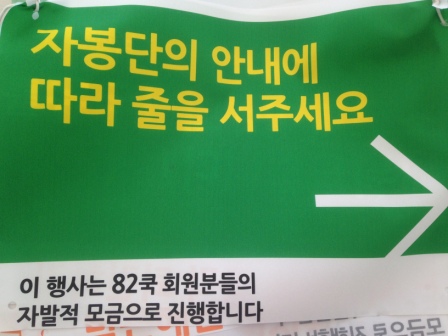 자봉단의 안내에
따라 줄을 서주세요
이 행사는 82쿡 회원분들의
자발적 모금으로 진행합니다